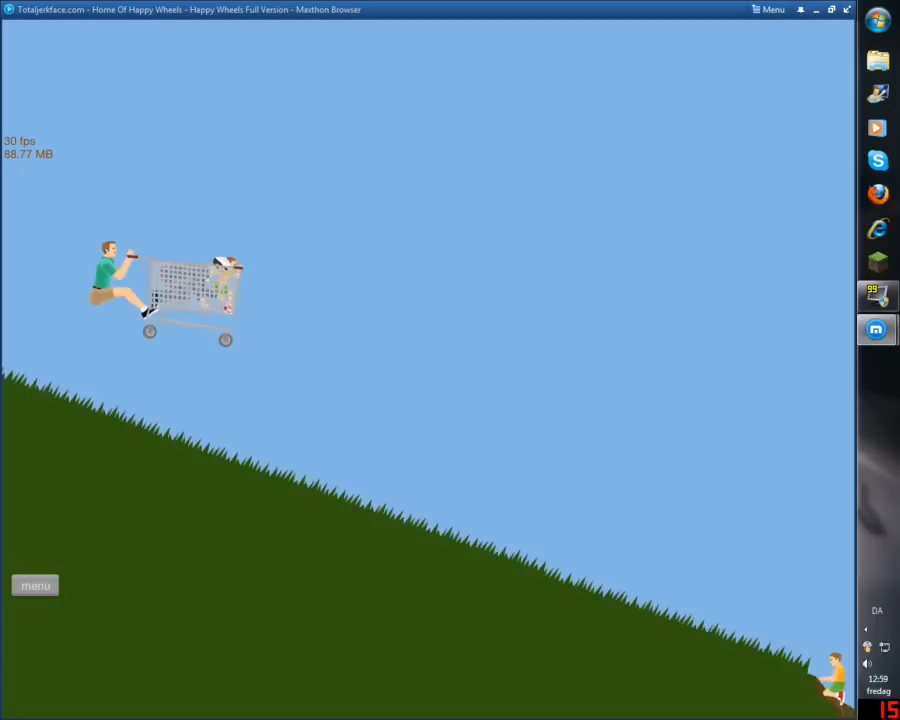 Totaljerkface.com - Home Of Happy Wheels - Happy Wheels Full Version - Maxthon Browser
Menu
30 fps
88.77 MB
99
menu
DA
12:59
fredag
15